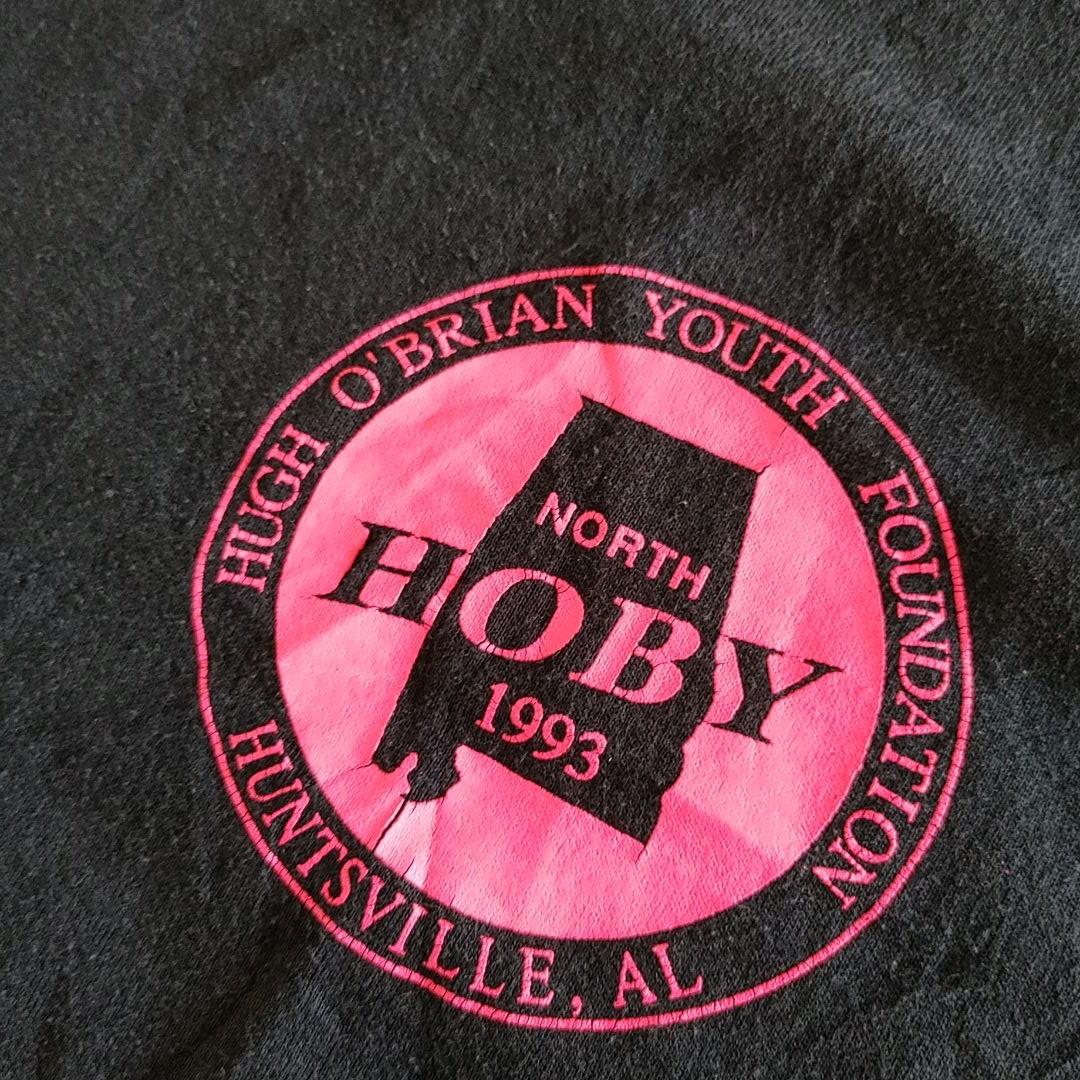 HUGH O'BRIAN YOUTH FOUNDATION
NORTH
HOBY
1993
HUNTSVILLE, AL